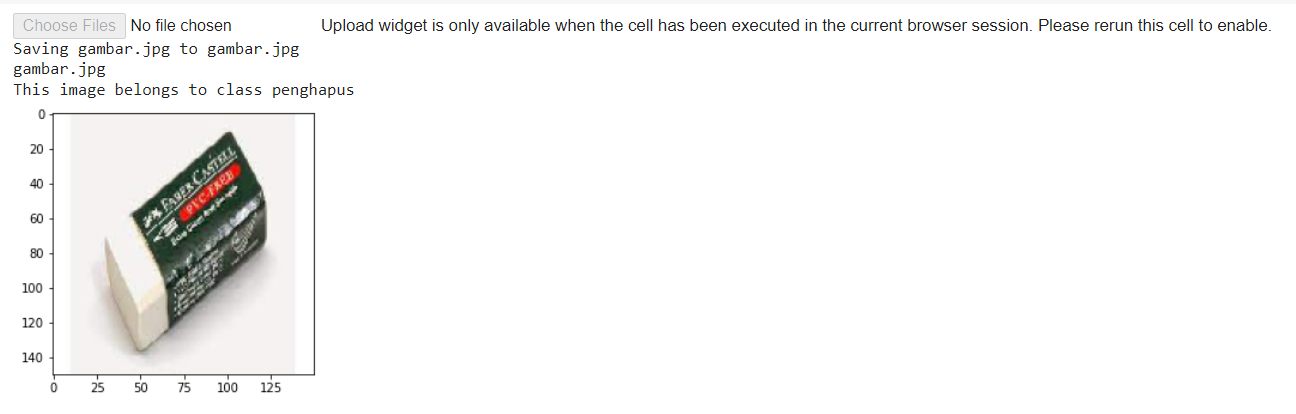 Choose Files No file chosen Upload widget is only available when the cell has been executed in the current browser session. Please rerun this cell to enable.
Saving gambar.jpg to gambar.jpg
gambar.jpg
This image belongs to class penghapus
0
20
40
60
80
100
120
140
FABER CASTELL
PVC-FREE
0 25 50 75 100 125